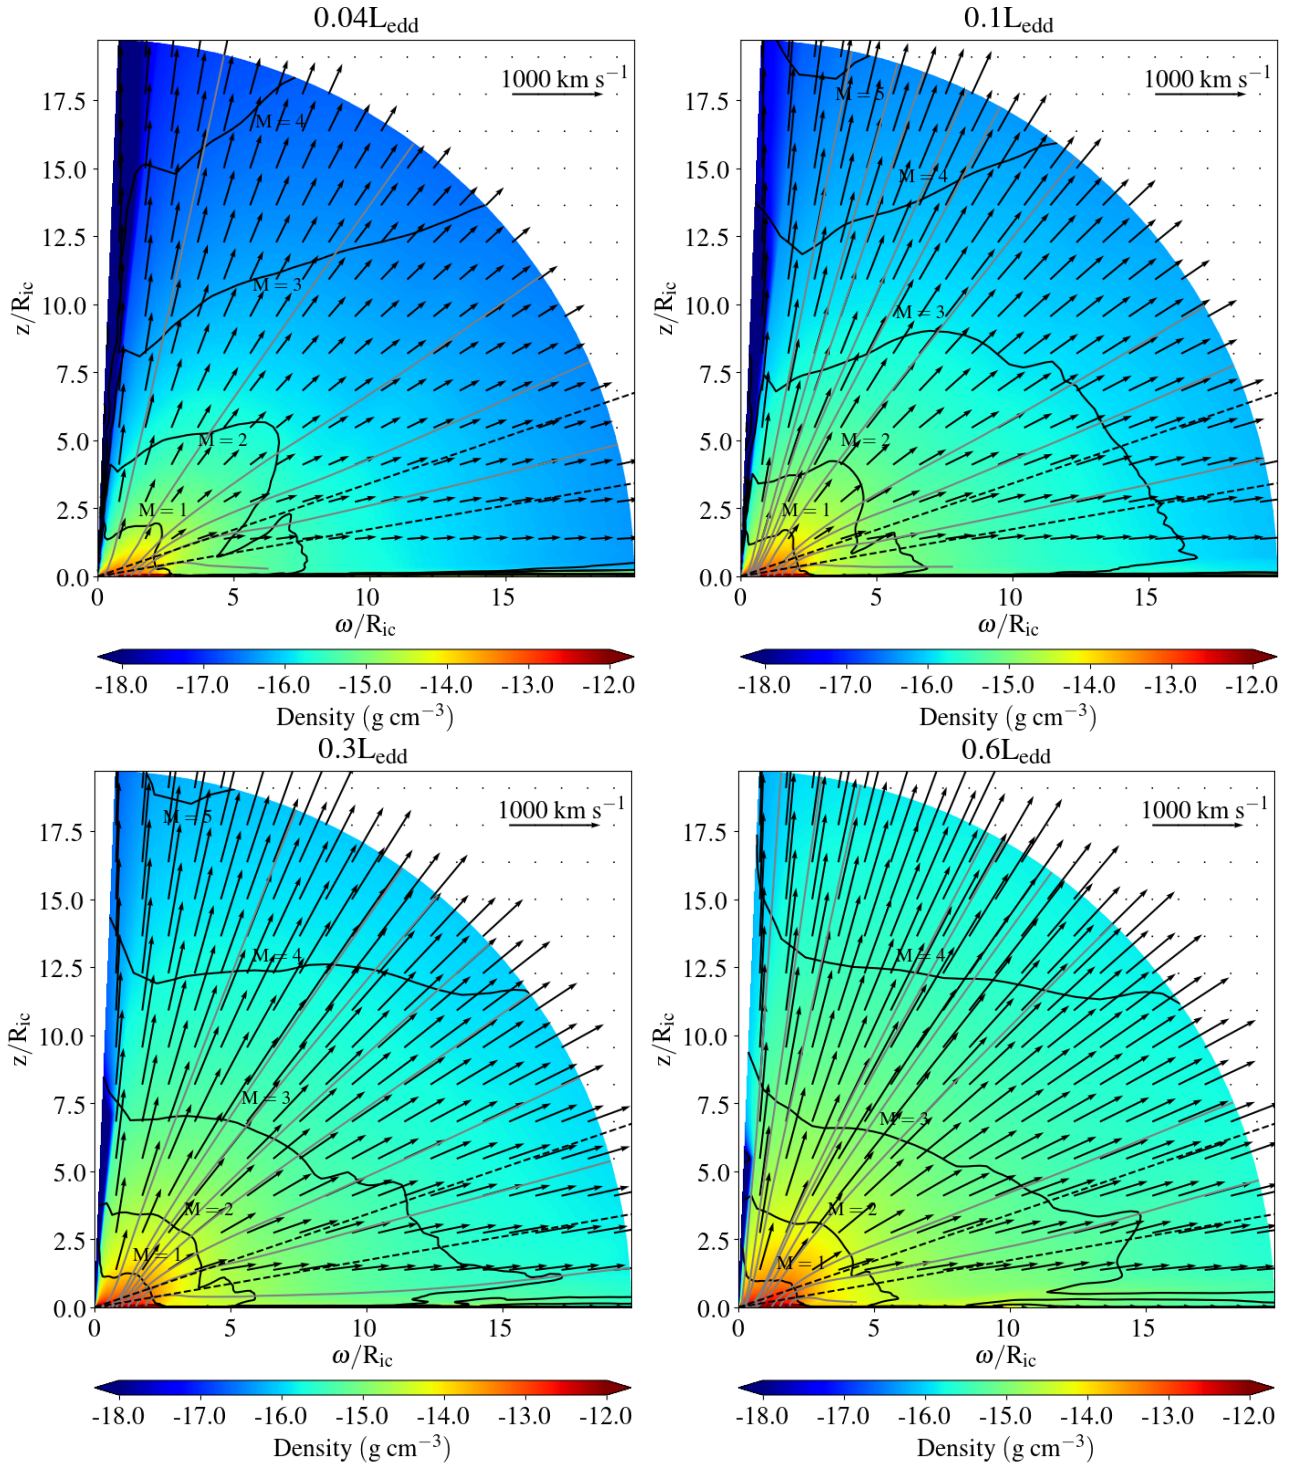 0.04L_edd
1000 km s⁻¹
M = 4
M = 3
M = 2
M = 1
17.5
15.0
12.5
10.0
7.5
5.0
2.5
0.0
z/R_ic
0 5 10 15
ω/R_ic
-18.0 -17.0 -16.0 -15.0 -14.0 -13.0 -12.0
Density (g cm⁻³)
0.1L_edd
1000 km s⁻¹
M = 5
M = 4
M = 3
M = 2
M = 1
17.5
15.0
12.5
10.0
7.5
5.0
2.5
0.0
z/R_ic
0 5 10 15
ω/R_ic
-18.0 -17.0 -16.0 -15.0 -14.0 -13.0 -12.0
Density (g cm⁻³)
0.3L_edd
1000 km s⁻¹
M = 5
M = 4
M = 3
M = 2
M = 1
17.5
15.0
12.5
10.0
7.5
5.0
2.5
0.0
z/R_ic
0 5 10 15
ω/R_ic
-18.0 -17.0 -16.0 -15.0 -14.0 -13.0 -12.0
Density (g cm⁻³)
0.6L_edd
1000 km s⁻¹
M = 4
M = 3
M = 2
M = 1
17.5
15.0
12.5
10.0
7.5
5.0
2.5
0.0
z/R_ic
0 5 10 15
ω/R_ic
-18.0 -17.0 -16.0 -15.0 -14.0 -13.0 -12.0
Density (g cm⁻³)